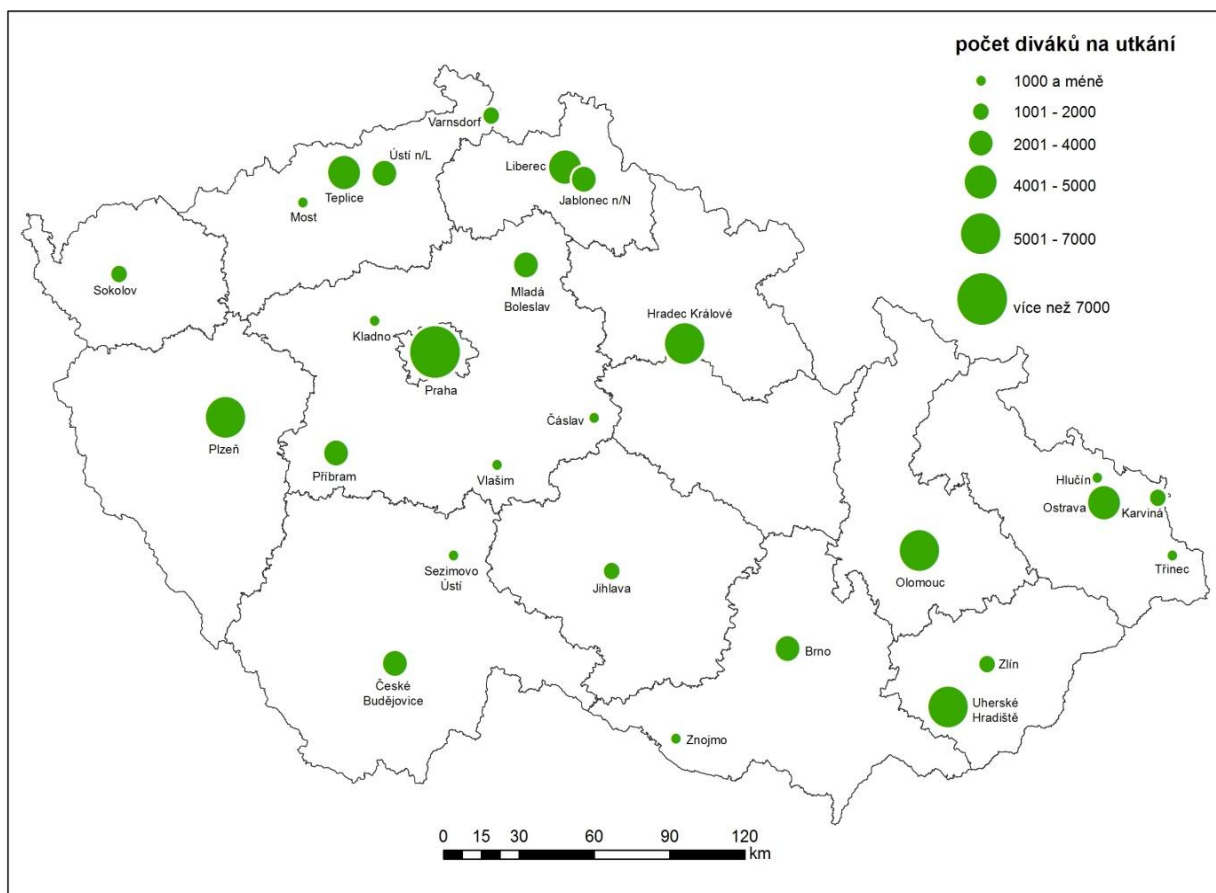 počet diváků na utkání
1000 a méně
1001 - 2000
2001 - 4000
4001 - 5000
5001 - 7000
více než 7000
Varnsdorf
Ústí n/L
Teplice
Most
Liberec
Jablonec n/N
Sokolov
Mladá
Boleslav
Kladno
Praha
Hradec Králové
Plzeň
Příbram
Čáslav
Vlašim
Hlučín
Ostrava
Karviná
Třinec
Olomouc
Sezimovo
Ústí
Jihlava
Brno
Zlín
České
Budějovice
Uherské
Hradiště
Znojmo
0 15 30 60 90 120
km